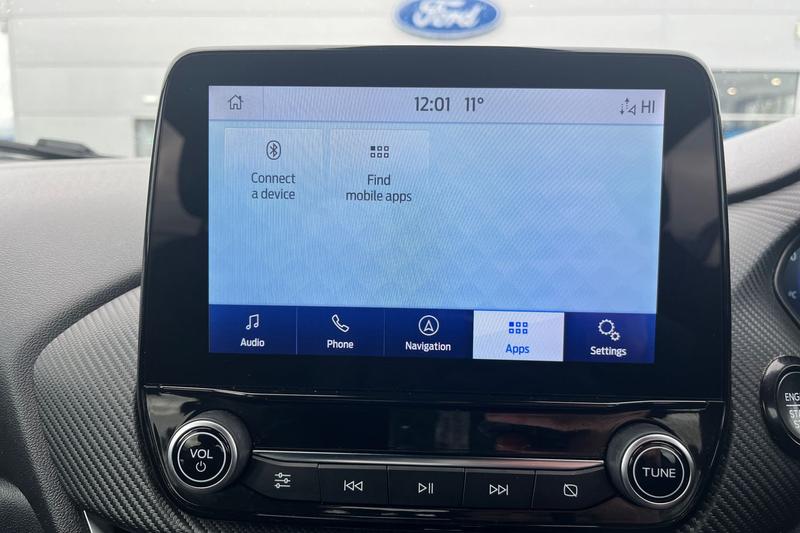 Ford
12:01 11° HI
Connect
a device
Find
mobile apps
Audio
Phone
Navigation
Apps
Settings
VOL
TUNE